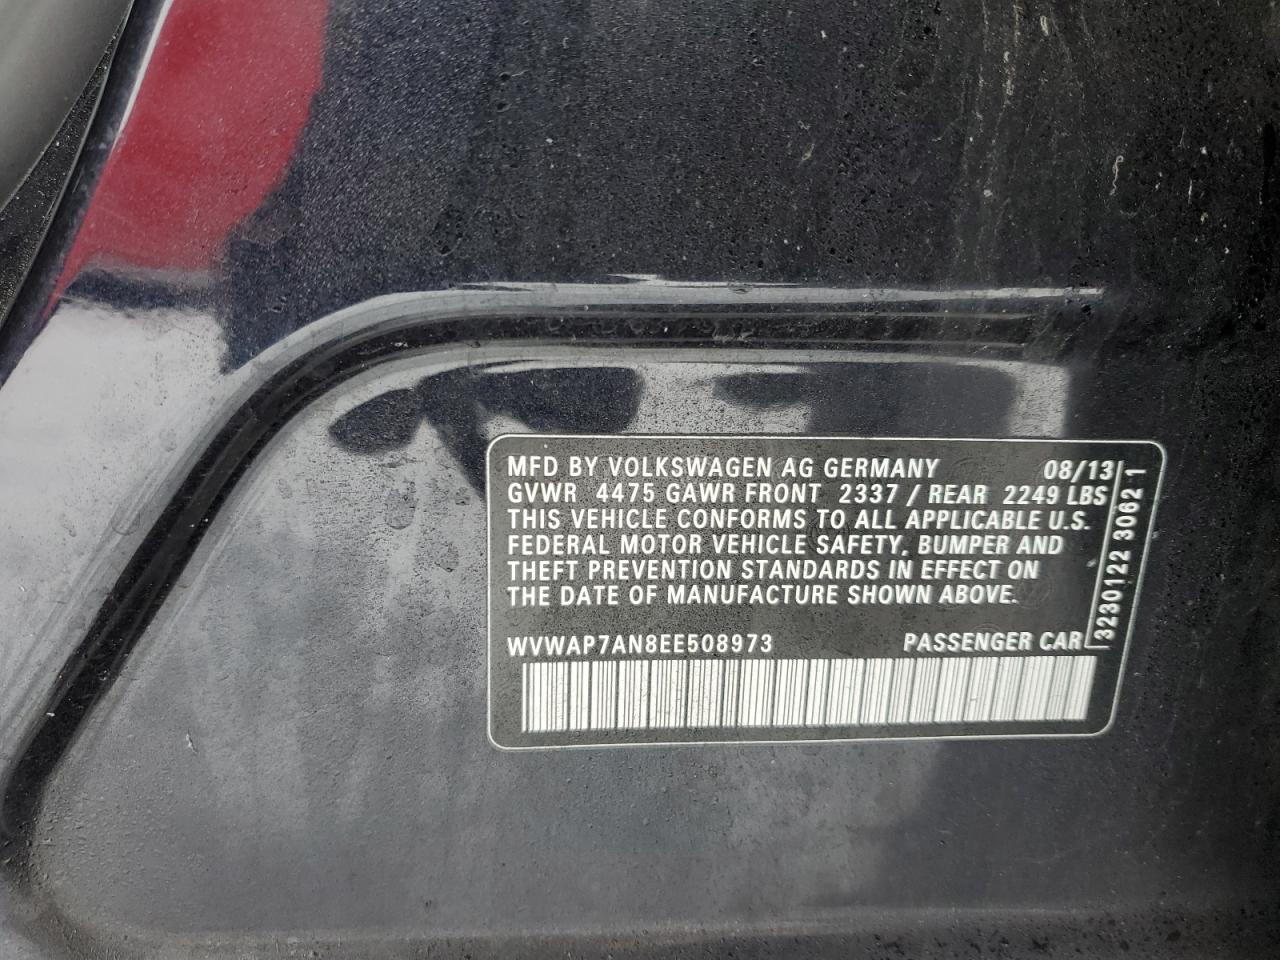 MFD BY VOLKSWAGEN AG GERMANY 08/13
GVWR 4475 GAWR FRONT 2337 / REAR 2249 LBS
THIS VEHICLE CONFORMS TO ALL APPLICABLE U.S.
FEDERAL MOTOR VEHICLE SAFETY, BUMPER AND
THEFT PREVENTION STANDARDS IN EFFECT ON
THE DATE OF MANUFACTURE SHOWN ABOVE.
WVWAP7AN8EE508973 PASSENGER CAR
3230122 3062 1